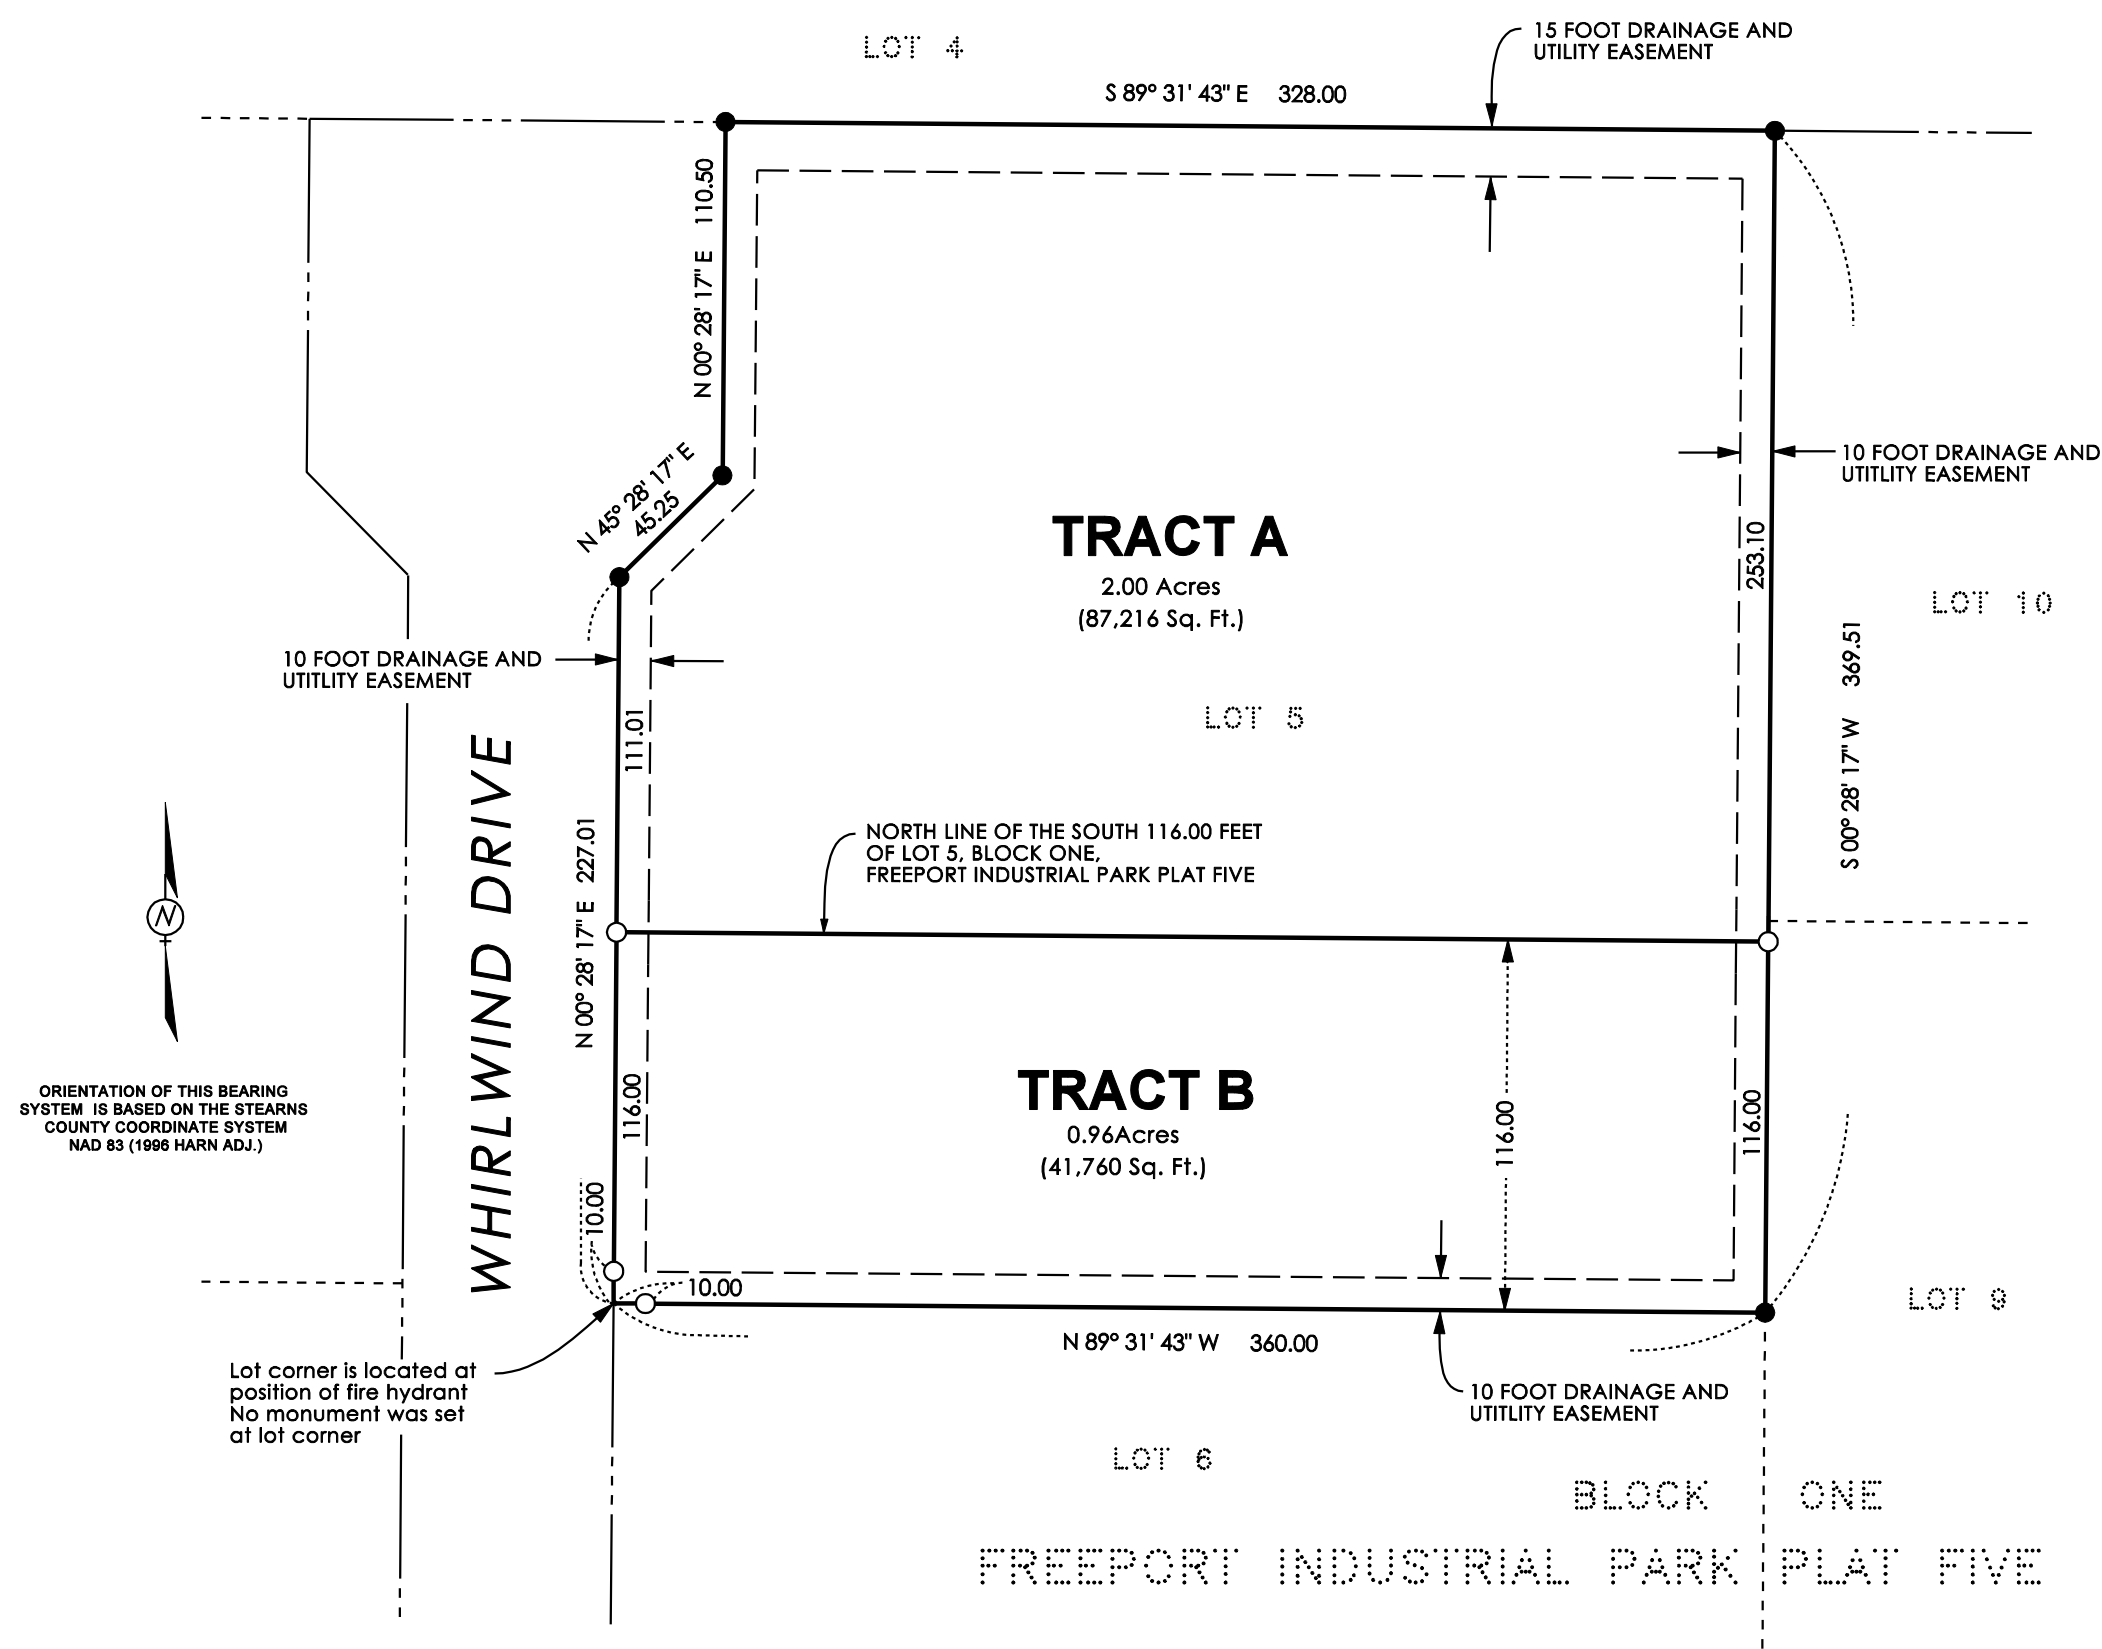 LOT 4
15 FOOT DRAINAGE AND
UTILITY EASEMENT
S 89° 31' 43" E 328.00
N 00° 28' 17" E 110.50
N 45° 28' 17" E
45.25
10 FOOT DRAINAGE AND
UTITLITY EASEMENT
253.10
TRACT A
2.00 Acres
(87,216 Sq. Ft.)
LOT 10
S 00° 28' 17" W 369.51
10 FOOT DRAINAGE AND
UTITLITY EASEMENT
111.01
LOT 5
WHIRLWIND DRIVE
N 00° 28' 17" E 227.01
NORTH LINE OF THE SOUTH 116.00 FEET
OF LOT 5, BLOCK ONE,
FREEPORT INDUSTRIAL PARK PLAT FIVE
N
ORIENTATION OF THIS BEARING
SYSTEM IS BASED ON THE STEARNS
COUNTY COORDINATE SYSTEM
NAD 83 (1996 HARN ADJ.)
116.00
TRACT B
0.96Acres
(41,760 Sq. Ft.)
116.00
116.00
10.00
10.00
LOT 9
N 89° 31' 43" W 360.00
Lot corner is located at
position of fire hydrant
No monument was set
at lot corner
10 FOOT DRAINAGE AND
UTITLITY EASEMENT
LOT 6
BLOCK ONE
FREEPORT INDUSTRIAL PARK PLAT FIVE